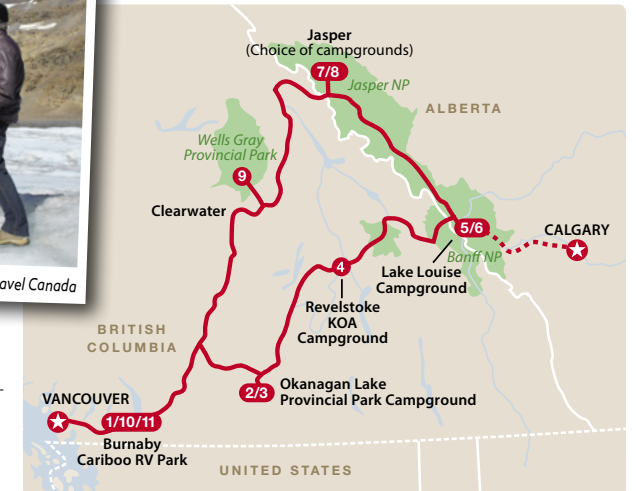 Jasper
(Choice of campgrounds)
7/8
Jasper NP
ALBERTA
Wells Gray
Provincial Park
9
Clearwater
5/6
CALGARY
Banff NP
Lake Louise
Campground
4
Revelstoke
KOA
Campground
avel Canada
BRITISH
COLUMBIA
2/3
Okanagan Lake
Provincial Park Campground
VANCOUVER
1/10/11
Burnaby
Cariboo RV Park
UNITED STATES